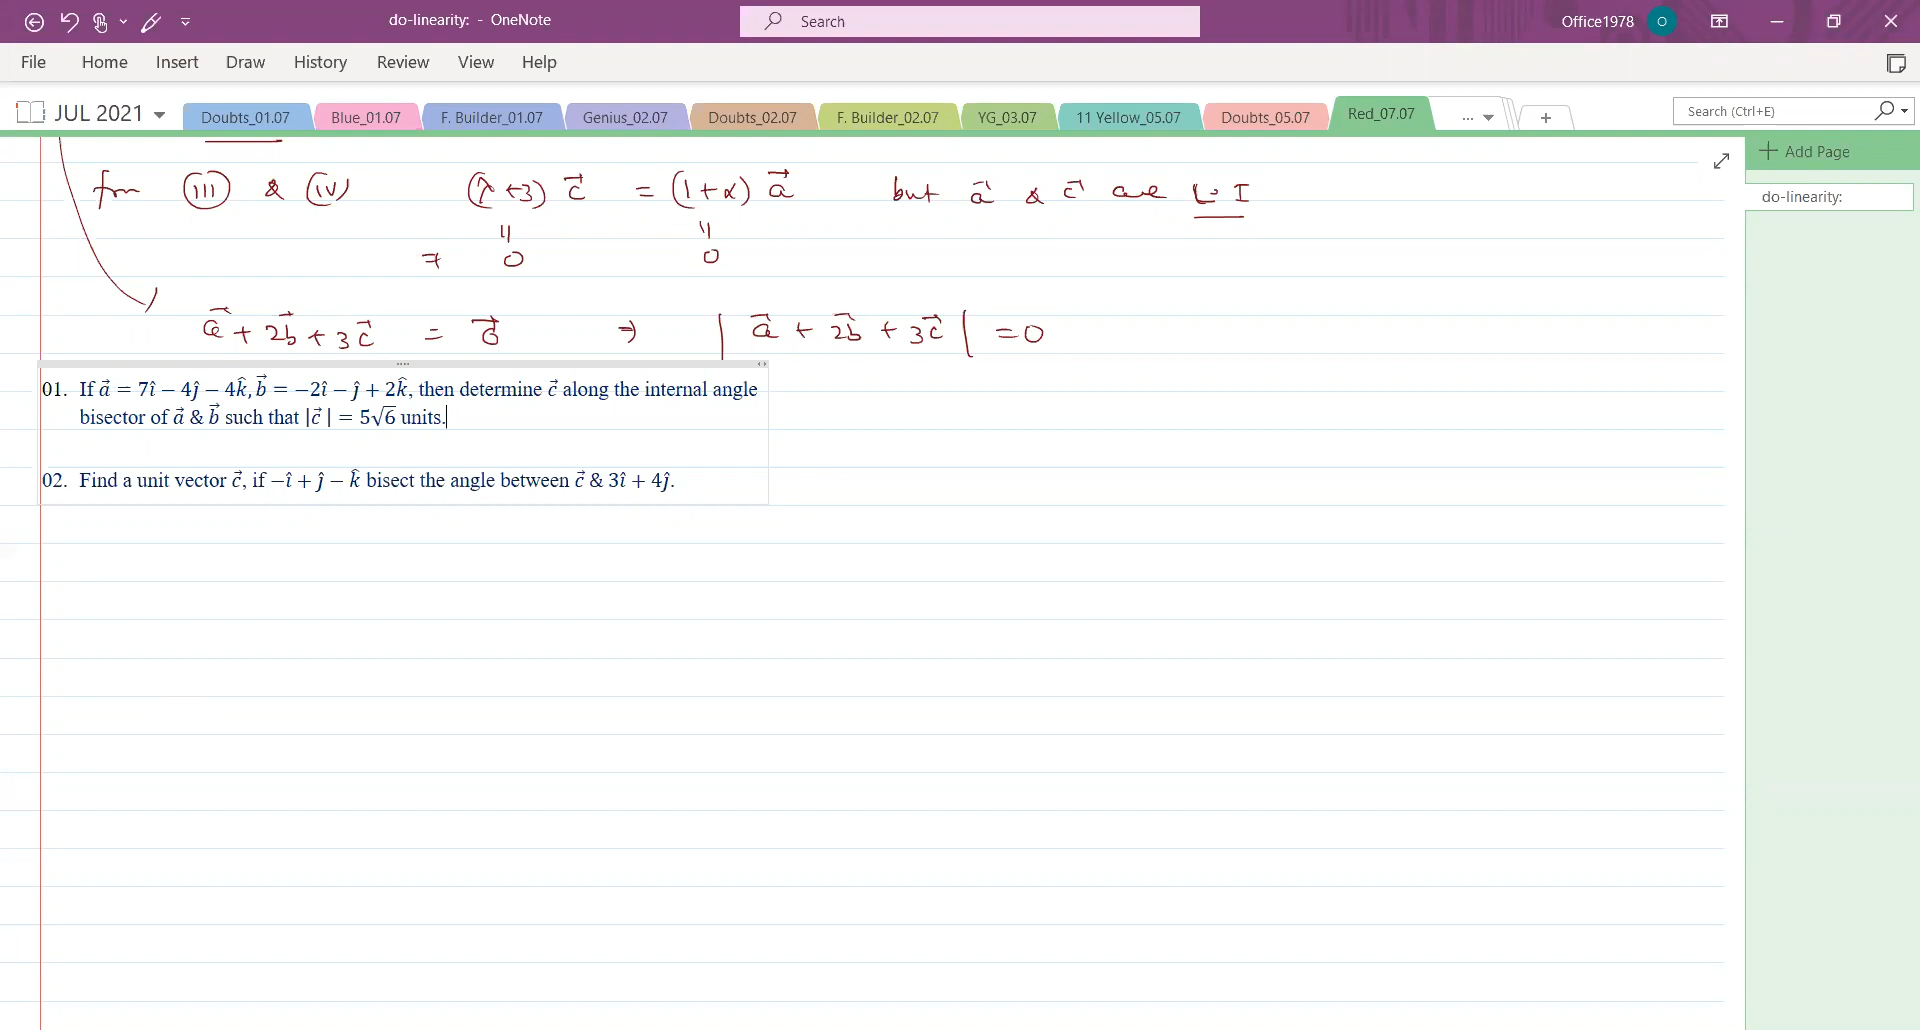 do-linearity: - OneNote
Search
Office1978
O
File Home Insert Draw History Review View Help
JUL 2021
Doubts_01.07 Blue_01.07 F. Builder_01.07 Genius_02.07 Doubts_02.07 F. Builder_02.07 YG_03.07 11 Yellow_05.07 Doubts_05.07 Red_07.07 ... +
Search (Ctrl+E)
Add Page
do-linearity:
from (iii) & (iv) (λ+3) c⃗ = (1+α) a⃗ but a⃗ & c⃗ are L.I
⇒ 0 0
a⃗ + 2b⃗ + 3c⃗ = 0⃗ ⇒ | a⃗ + 2b⃗ + 3c⃗ | = 0
01. If a⃗ = 7î − 4ĵ − 4k̂, b⃗ = −2î − ĵ + 2k̂, then determine c⃗ along the internal angle
bisector of a⃗ & b⃗ such that |c⃗ | = 5√6 units.
02. Find a unit vector c⃗, if −î + ĵ − k̂ bisect the angle between c⃗ & 3î + 4ĵ.